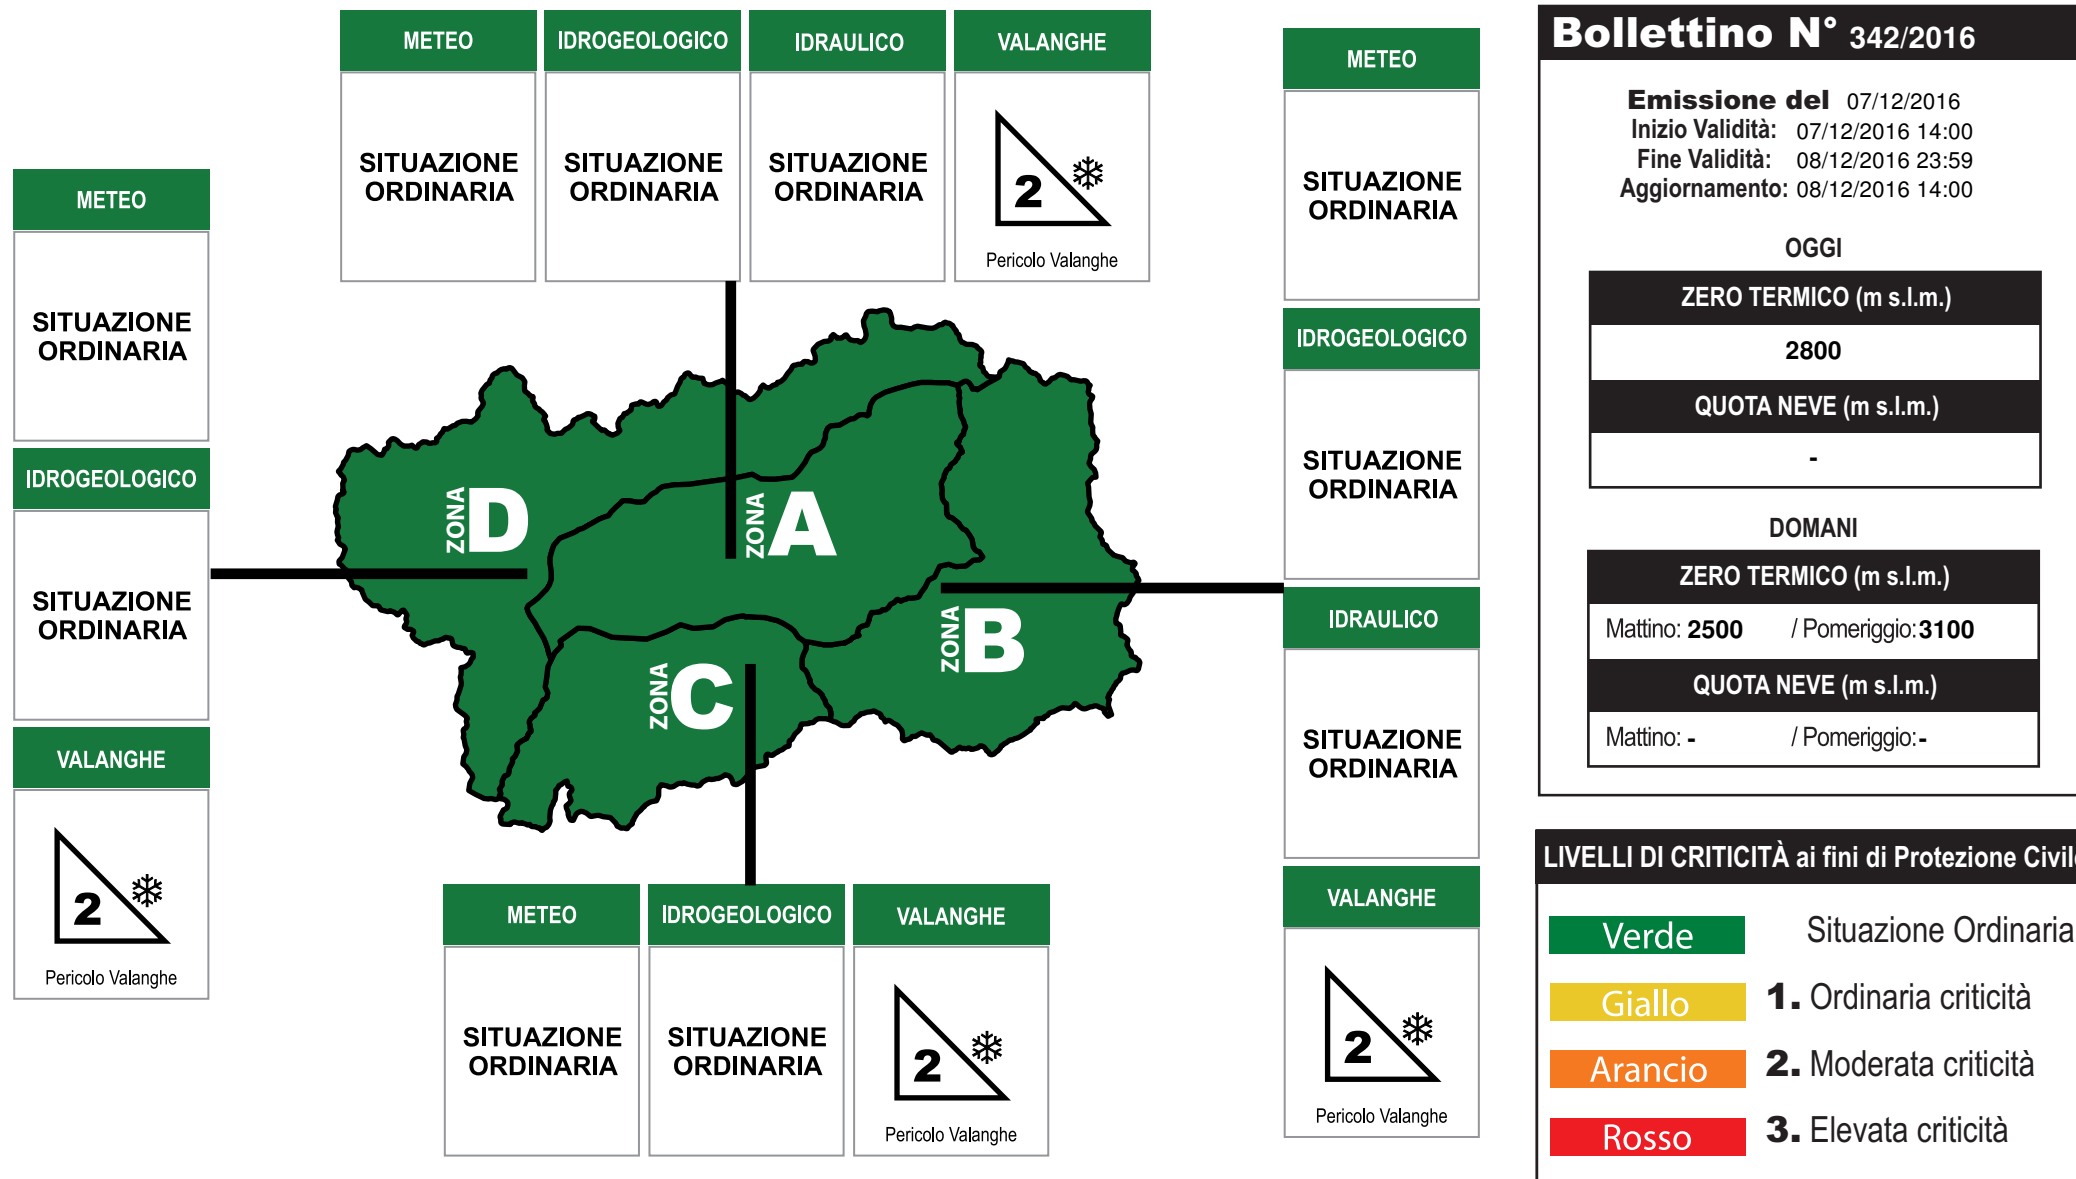 METEO
IDROGEOLOGICO
IDRAULICO
VALANGHE
SITUAZIONE
ORDINARIA
SITUAZIONE
ORDINARIA
SITUAZIONE
ORDINARIA
2
Pericolo Valanghe
METEO
SITUAZIONE
ORDINARIA
IDROGEOLOGICO
SITUAZIONE
ORDINARIA
VALANGHE
2
Pericolo Valanghe
ZONA D
ZONA A
ZONA B
ZONA C
METEO
SITUAZIONE
ORDINARIA
IDROGEOLOGICO
SITUAZIONE
ORDINARIA
IDRAULICO
SITUAZIONE
ORDINARIA
VALANGHE
2
Pericolo Valanghe
METEO
IDROGEOLOGICO
VALANGHE
SITUAZIONE
ORDINARIA
SITUAZIONE
ORDINARIA
2
Pericolo Valanghe
Bollettino N° 342/2016
Emissione del 07/12/2016
Inizio Validità: 07/12/2016 14:00
Fine Validità: 08/12/2016 23:59
Aggiornamento: 08/12/2016 14:00
OGGI
ZERO TERMICO (m s.l.m.)
2800
QUOTA NEVE (m s.l.m.)
-
DOMANI
ZERO TERMICO (m s.l.m.)
Mattino: 2500 / Pomeriggio: 3100
QUOTA NEVE (m s.l.m.)
Mattino: - / Pomeriggio: -
LIVELLI DI CRITICITÀ ai fini di Protezione Civile
Verde Situazione Ordinaria
Giallo 1. Ordinaria criticità
Arancio 2. Moderata criticità
Rosso 3. Elevata criticità